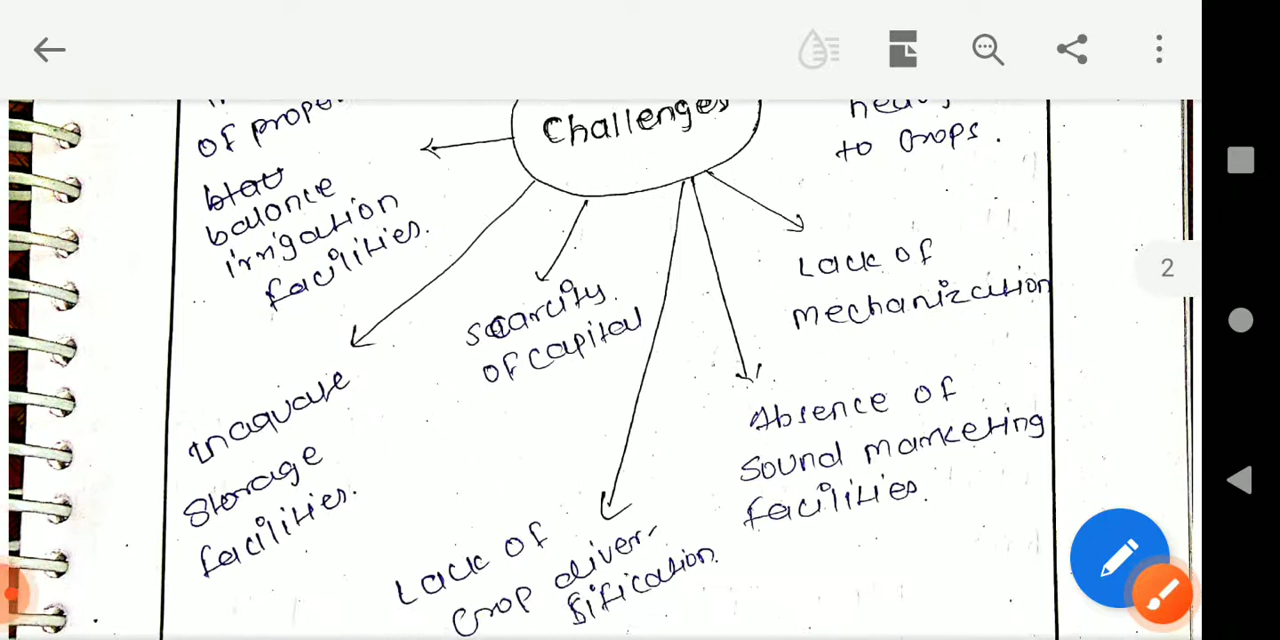 Challenges
of prope
balance
irrigation
facilities.
to crops.
Lack of
mechanization
scarcity
of capital
Inaquate
Storage
facilities.
Absence of
sound marketing
facilities.
Lack of
crop diver-
sification.
2